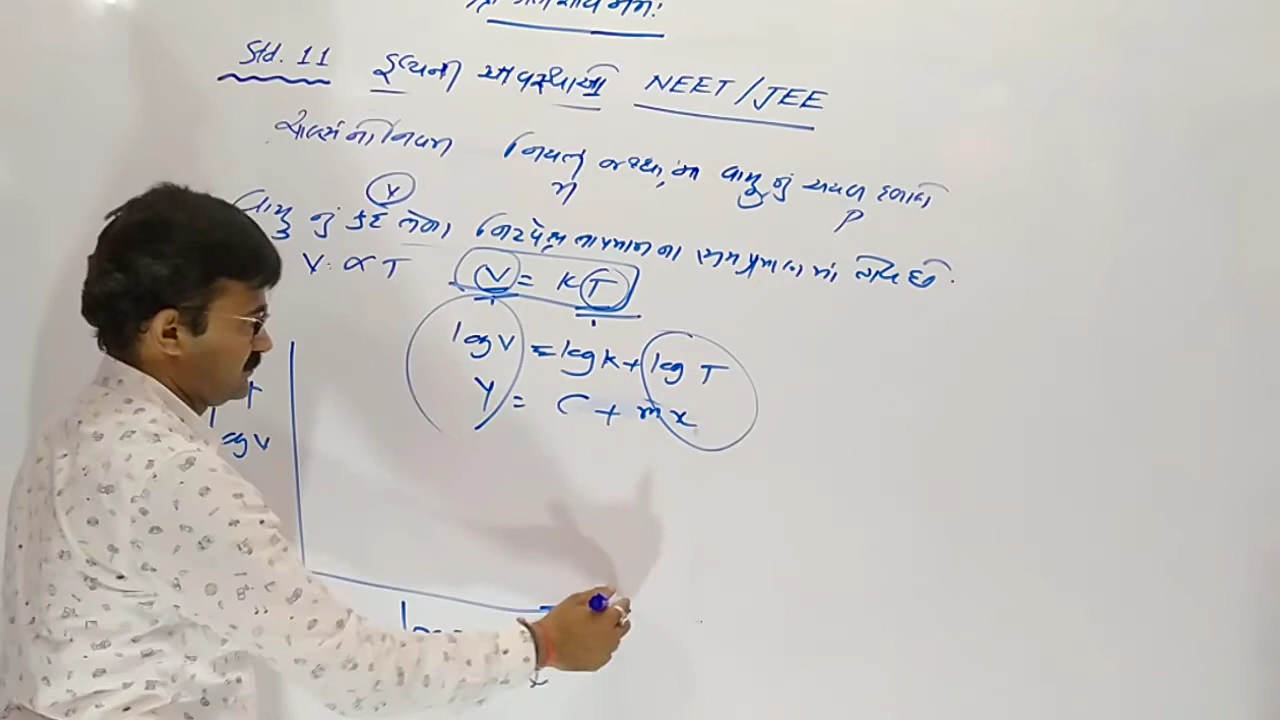 Std. 11 દ્રવ્યની અવસ્થાઓ NEET/JEE
ચાર્લ્સનો નિયમ નિયત જથ્થાના વાયુનું અચળ દબાણે
n P
V
વાયુનું કદ તેના નિરપેક્ષ તાપમાનના સમપ્રમાણમાં હોય છે.
V ∝ T V = KT
log V = log K + log T
Y = C + mx
log V
x